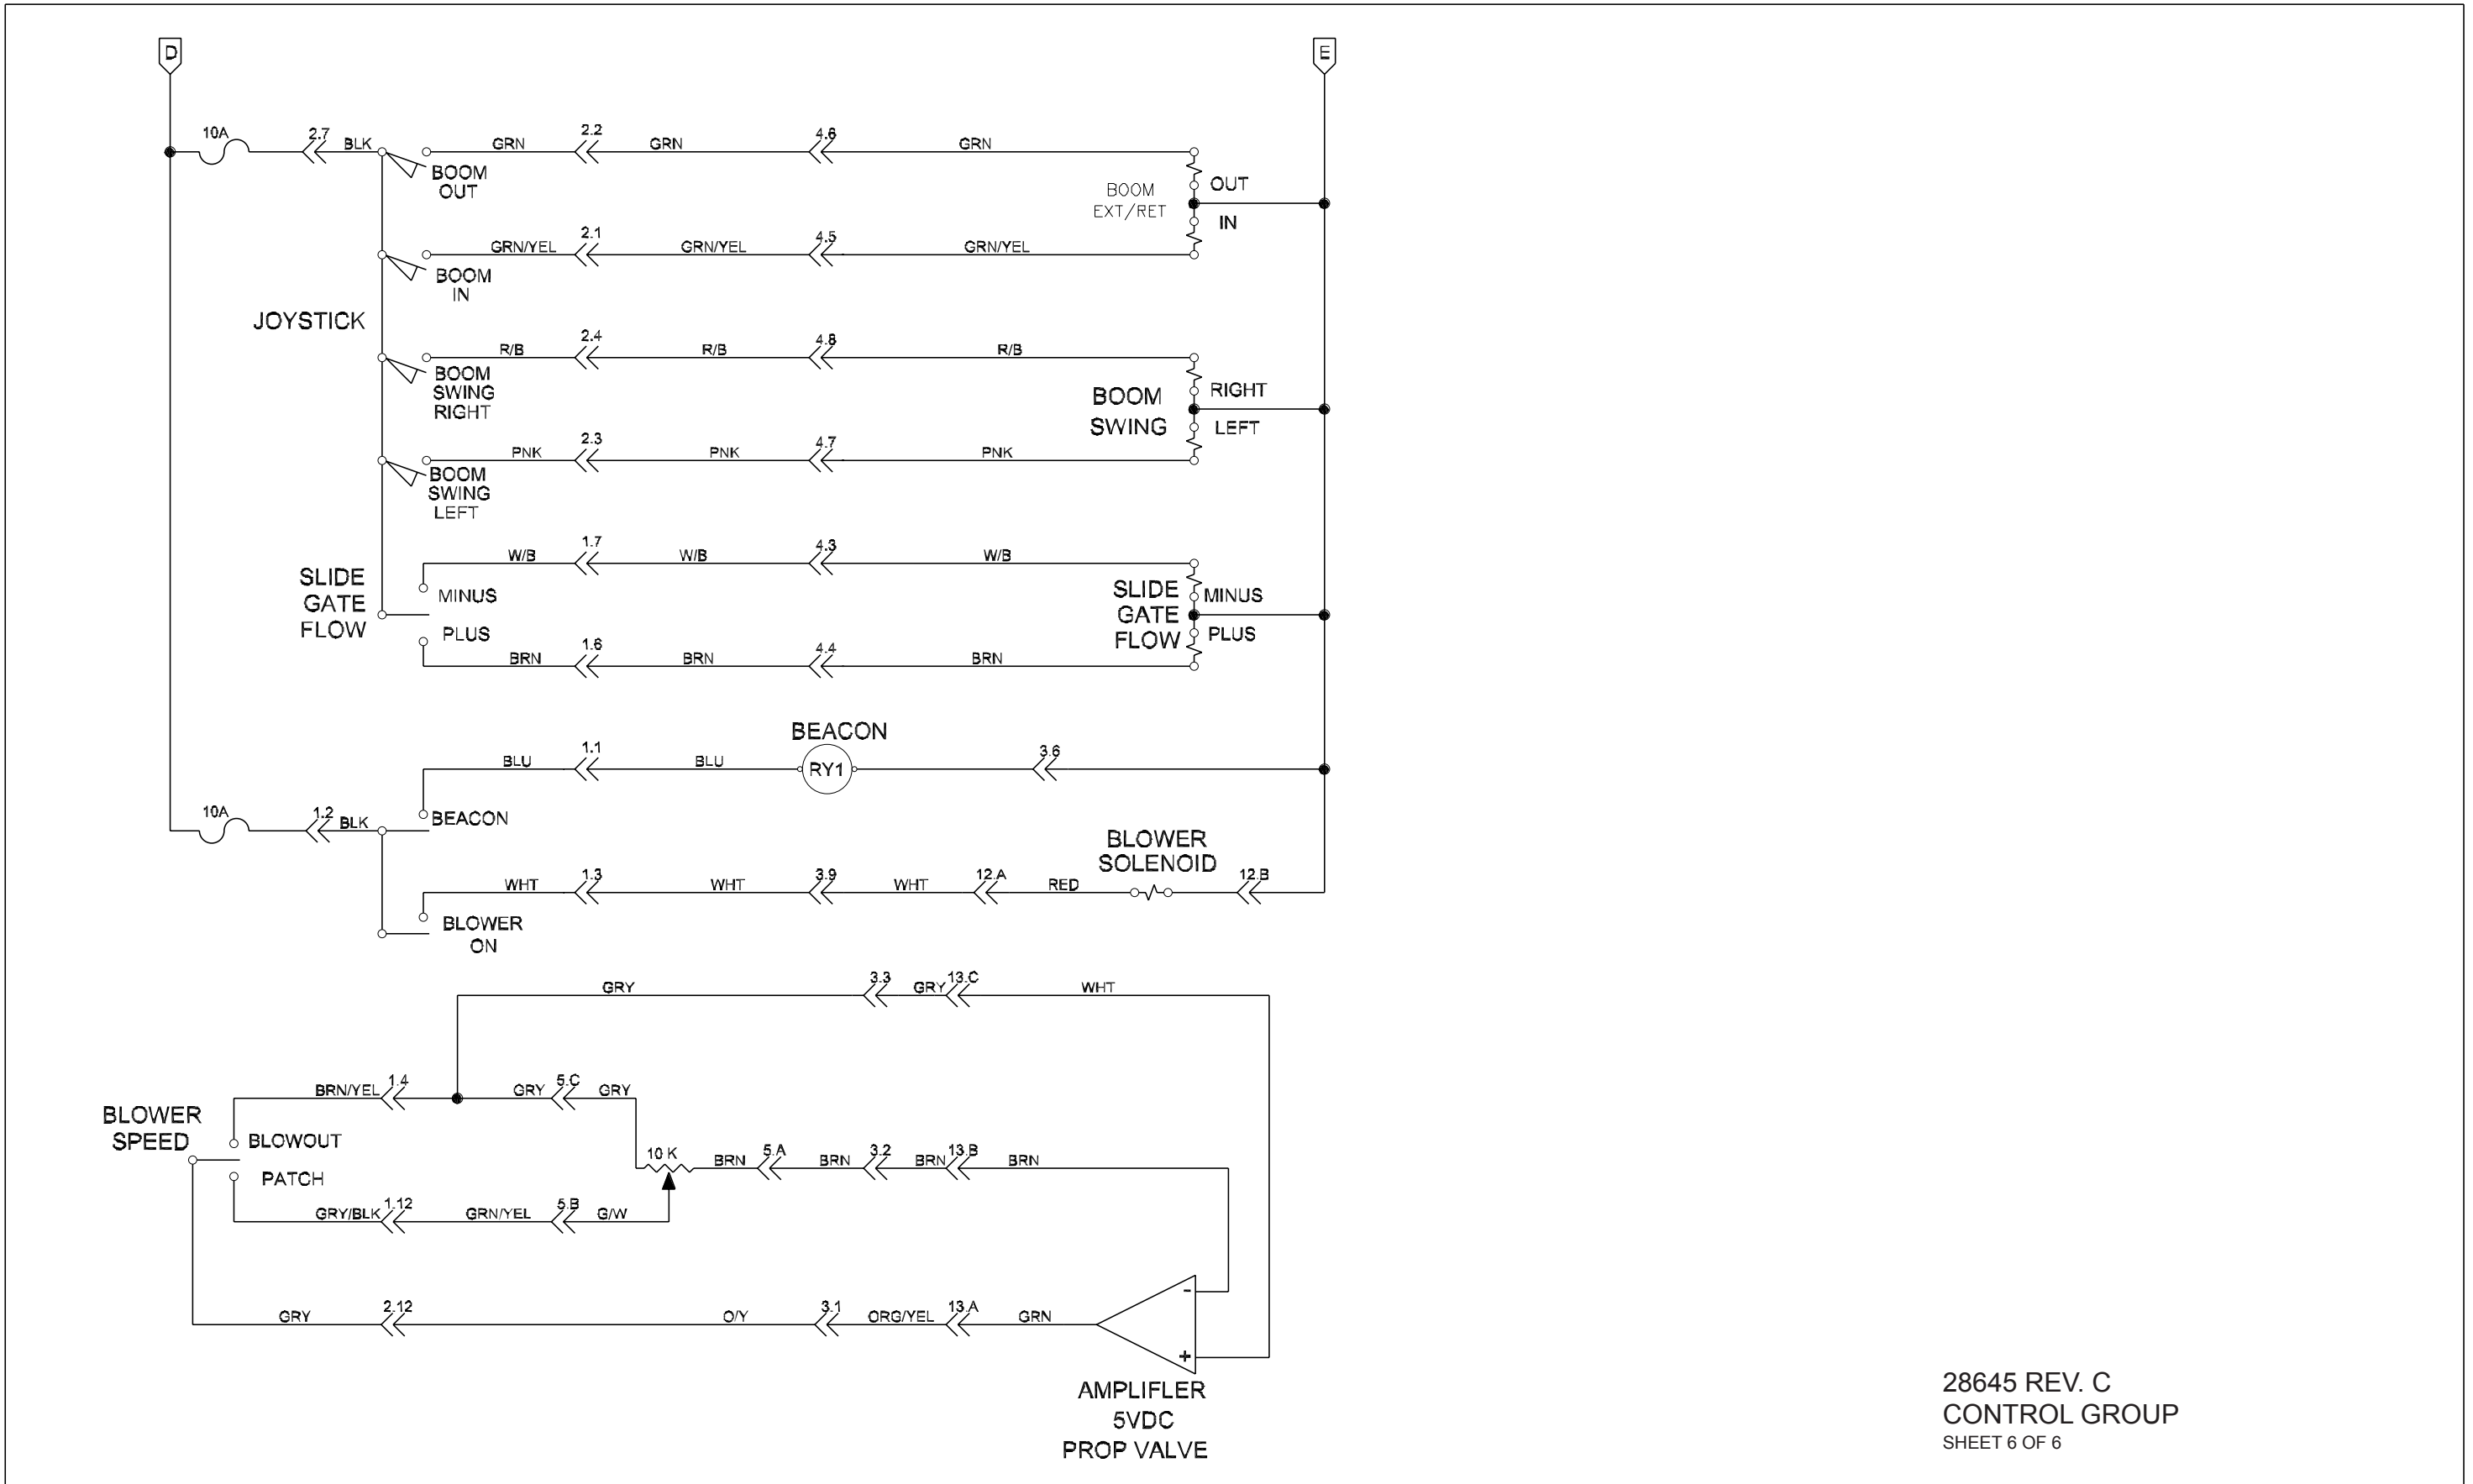 D
E
10A
2.7
BLK
GRN
2.2
GRN
4.6
GRN
BOOM
OUT
BOOM
EXT/RET
OUT
IN
GRN/YEL
2.1
GRN/YEL
4.5
GRN/YEL
BOOM
IN
JOYSTICK
R/B
2.4
R/B
4.8
R/B
BOOM
SWING
RIGHT
BOOM
SWING
RIGHT
LEFT
PNK
2.3
PNK
4.7
PNK
BOOM
SWING
LEFT
W/B
1.7
W/B
4.3
W/B
SLIDE
GATE
FLOW
MINUS
PLUS
SLIDE
GATE
FLOW
MINUS
PLUS
BRN
1.6
BRN
4.4
BRN
BEACON
BLU
1.1
BLU
RY1
3.6
10A
1.2
BLK
BEACON
BLOWER
SOLENOID
WHT
1.3
WHT
3.9
WHT
12.A
RED
12.B
BLOWER
ON
GRY
3.3
GRY
13.C
WHT
BRN/YEL
1.4
GRY
5.C
GRY
BLOWER
SPEED
BLOWOUT
PATCH
10 K
BRN
5.A
BRN
3.2
BRN
13.B
BRN
GRY/BLK
1.12
GRN/YEL
5.B
G/W
GRY
2.12
O/Y
3.1
ORG/YEL
13.A
GRN
-
+
AMPLIFLER
5VDC
PROP VALVE
28645 REV. C
CONTROL GROUP
SHEET 6 OF 6